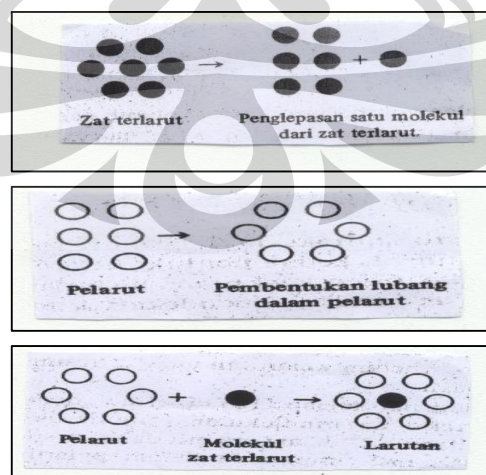 Zat terlarut
Penglepasan satu molekul
dari zat terlarut.
Pelarut
Pembentukan lubang
dalam pelarut
Pelarut
Molekul
zat terlarut
Larutan